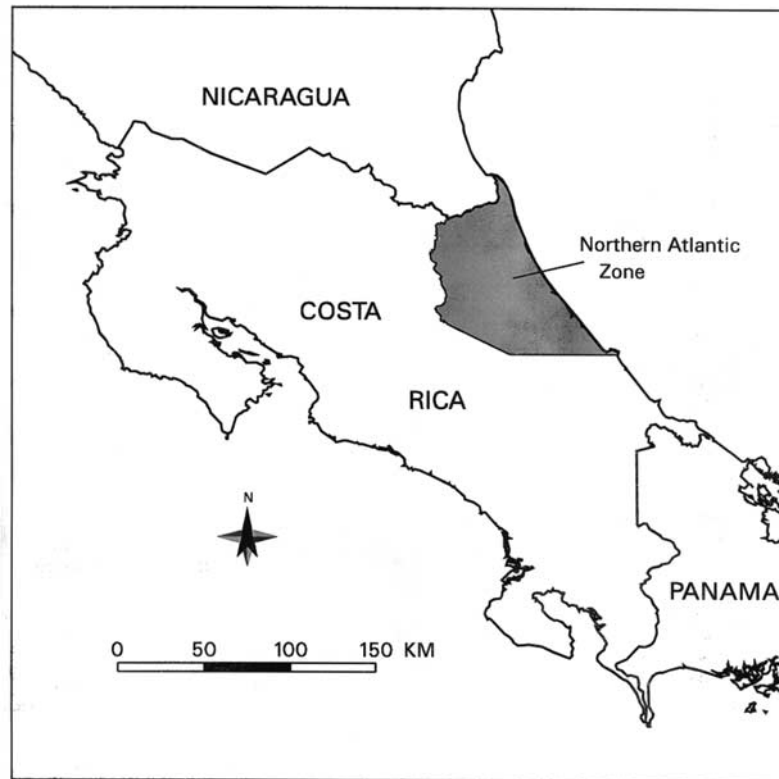 NICARAGUA
Northern Atlantic
Zone
COSTA
RICA
N
PANAMA
0 50 100 150 KM